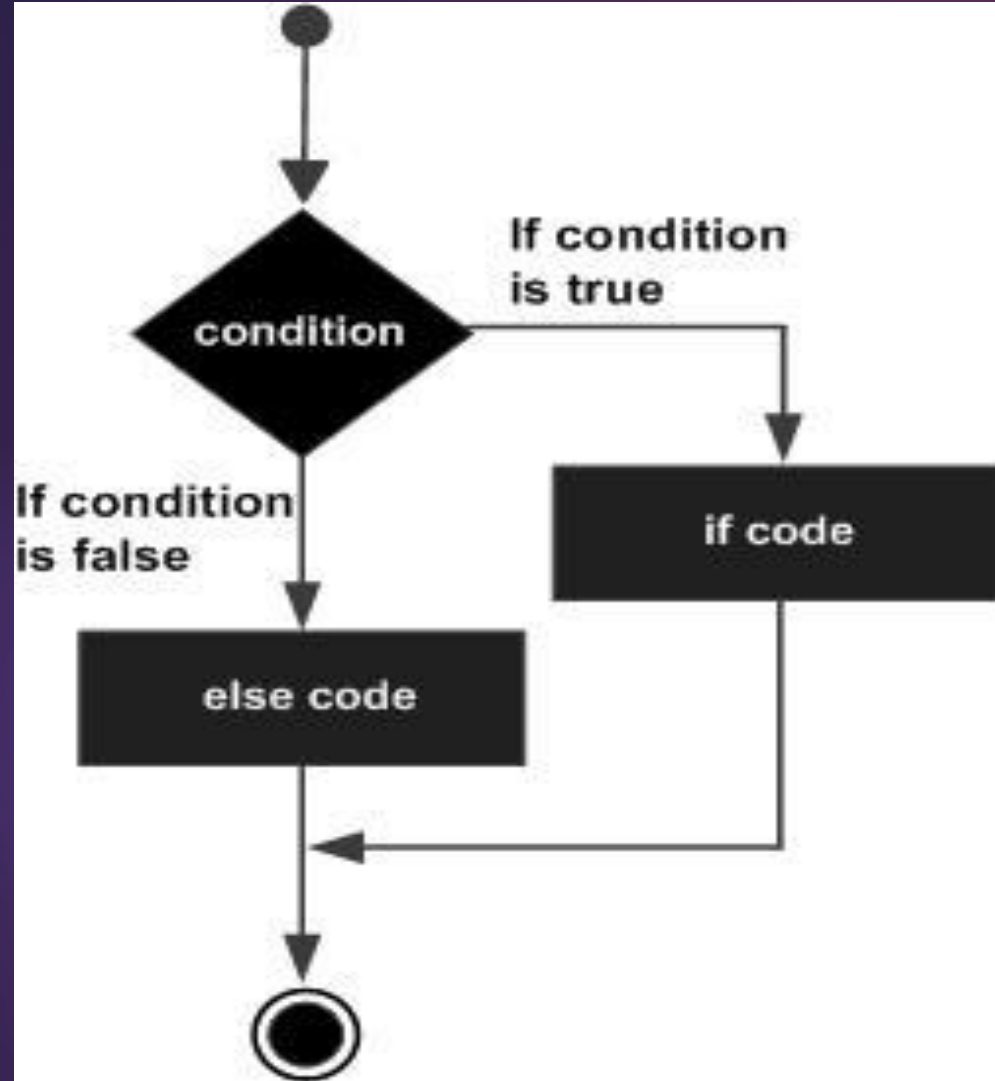 If condition
is true
condition
If condition
is false
if code
else code